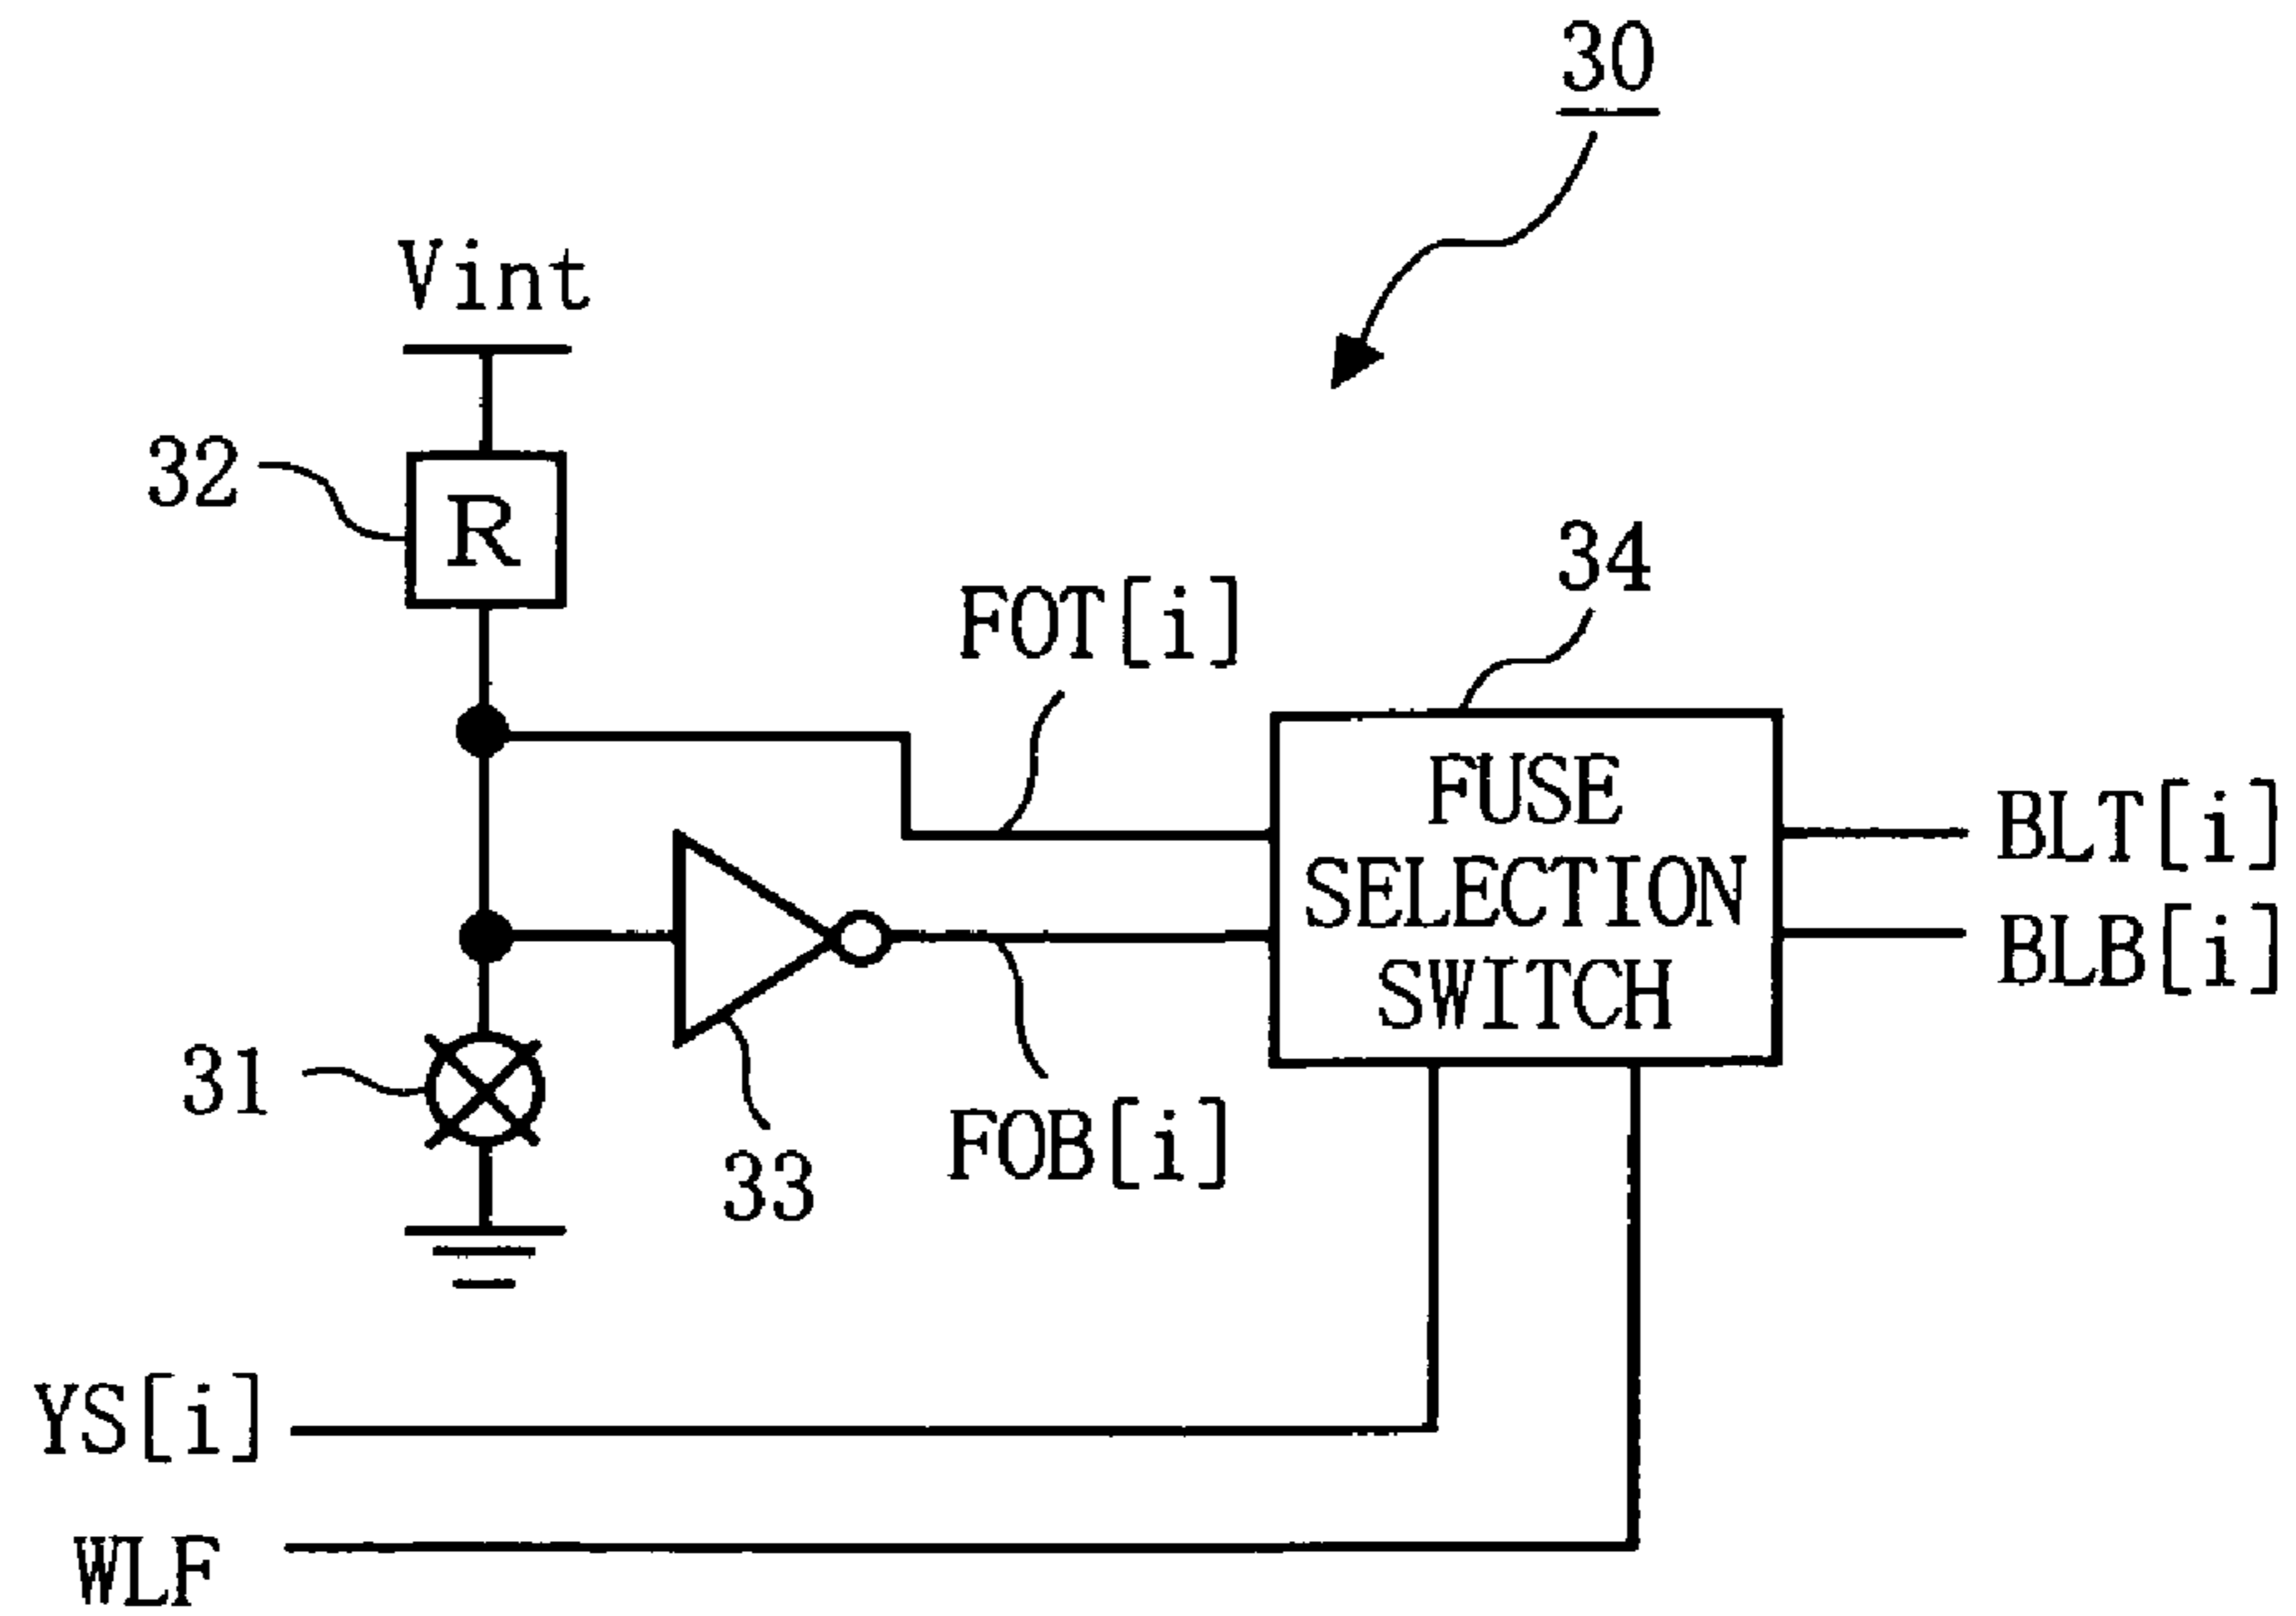 30
Vint
32
R
34
FOT[i]
FUSE
SELECTION
SWITCH
BLT[i]
BLB[i]
31
33
FOB[i]
YS[i]
WLF